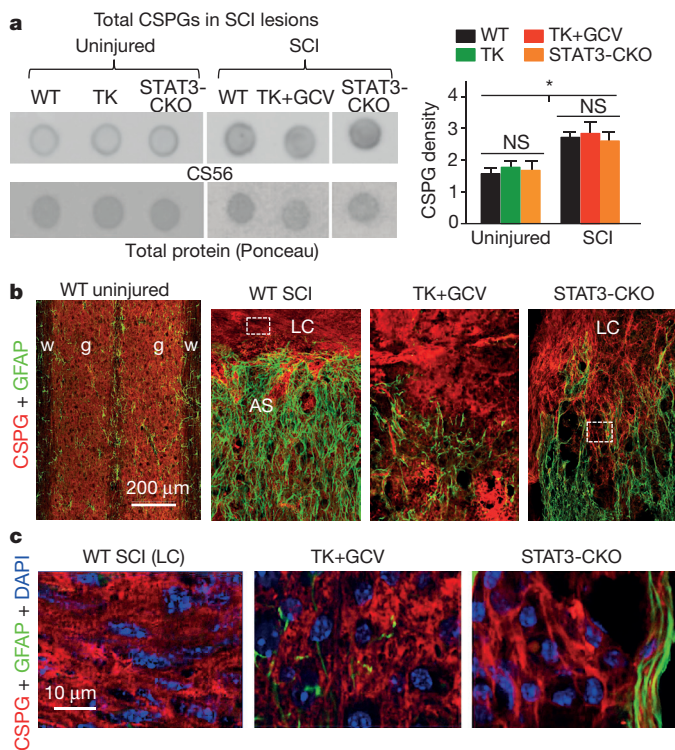 a
Total CSPGs in SCI lesions
Uninjured
SCI
WT
TK
STAT3-
CKO
WT
TK+GCV
STAT3-
CKO
CS56
Total protein (Ponceau)
WT
TK+GCV
TK
STAT3-CKO
CSPG density
4
3
2
1
0
*
NS
NS
Uninjured
SCI
b
WT uninjured
WT SCI
TK+GCV
STAT3-CKO
CSPG + GFAP
w
g
g
w
200 μm
LC
AS
LC
c
WT SCI (LC)
TK+GCV
STAT3-CKO
CSPG + GFAP + DAPI
10 μm